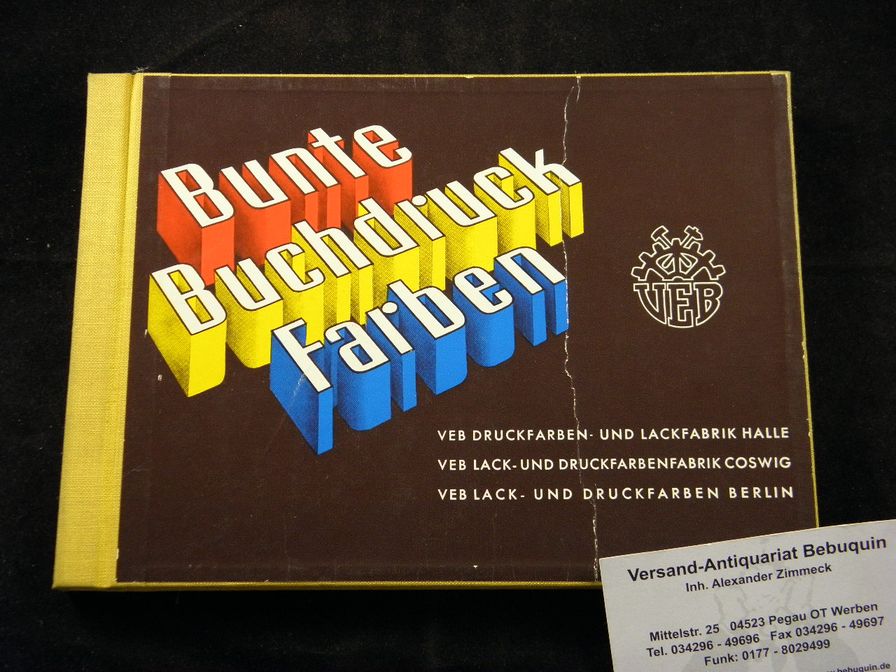 Bunte
Buchdruck
Farben
VEB
VEB DRUCKFARBEN- UND LACKFABRIK HALLE
VEB LACK- UND DRUCKFARBENFABRIK COSWIG
VEB LACK- UND DRUCKFARBEN BERLIN
Versand-Antiquariat Bebuquin
Inh. Alexander Zimmeck
Mittelstr. 25 04523 Pegau OT Werben
Tel. 034296 - 49696 Fax 034296 - 49697
Funk: 0177 - 8029499
.bebuquin.de